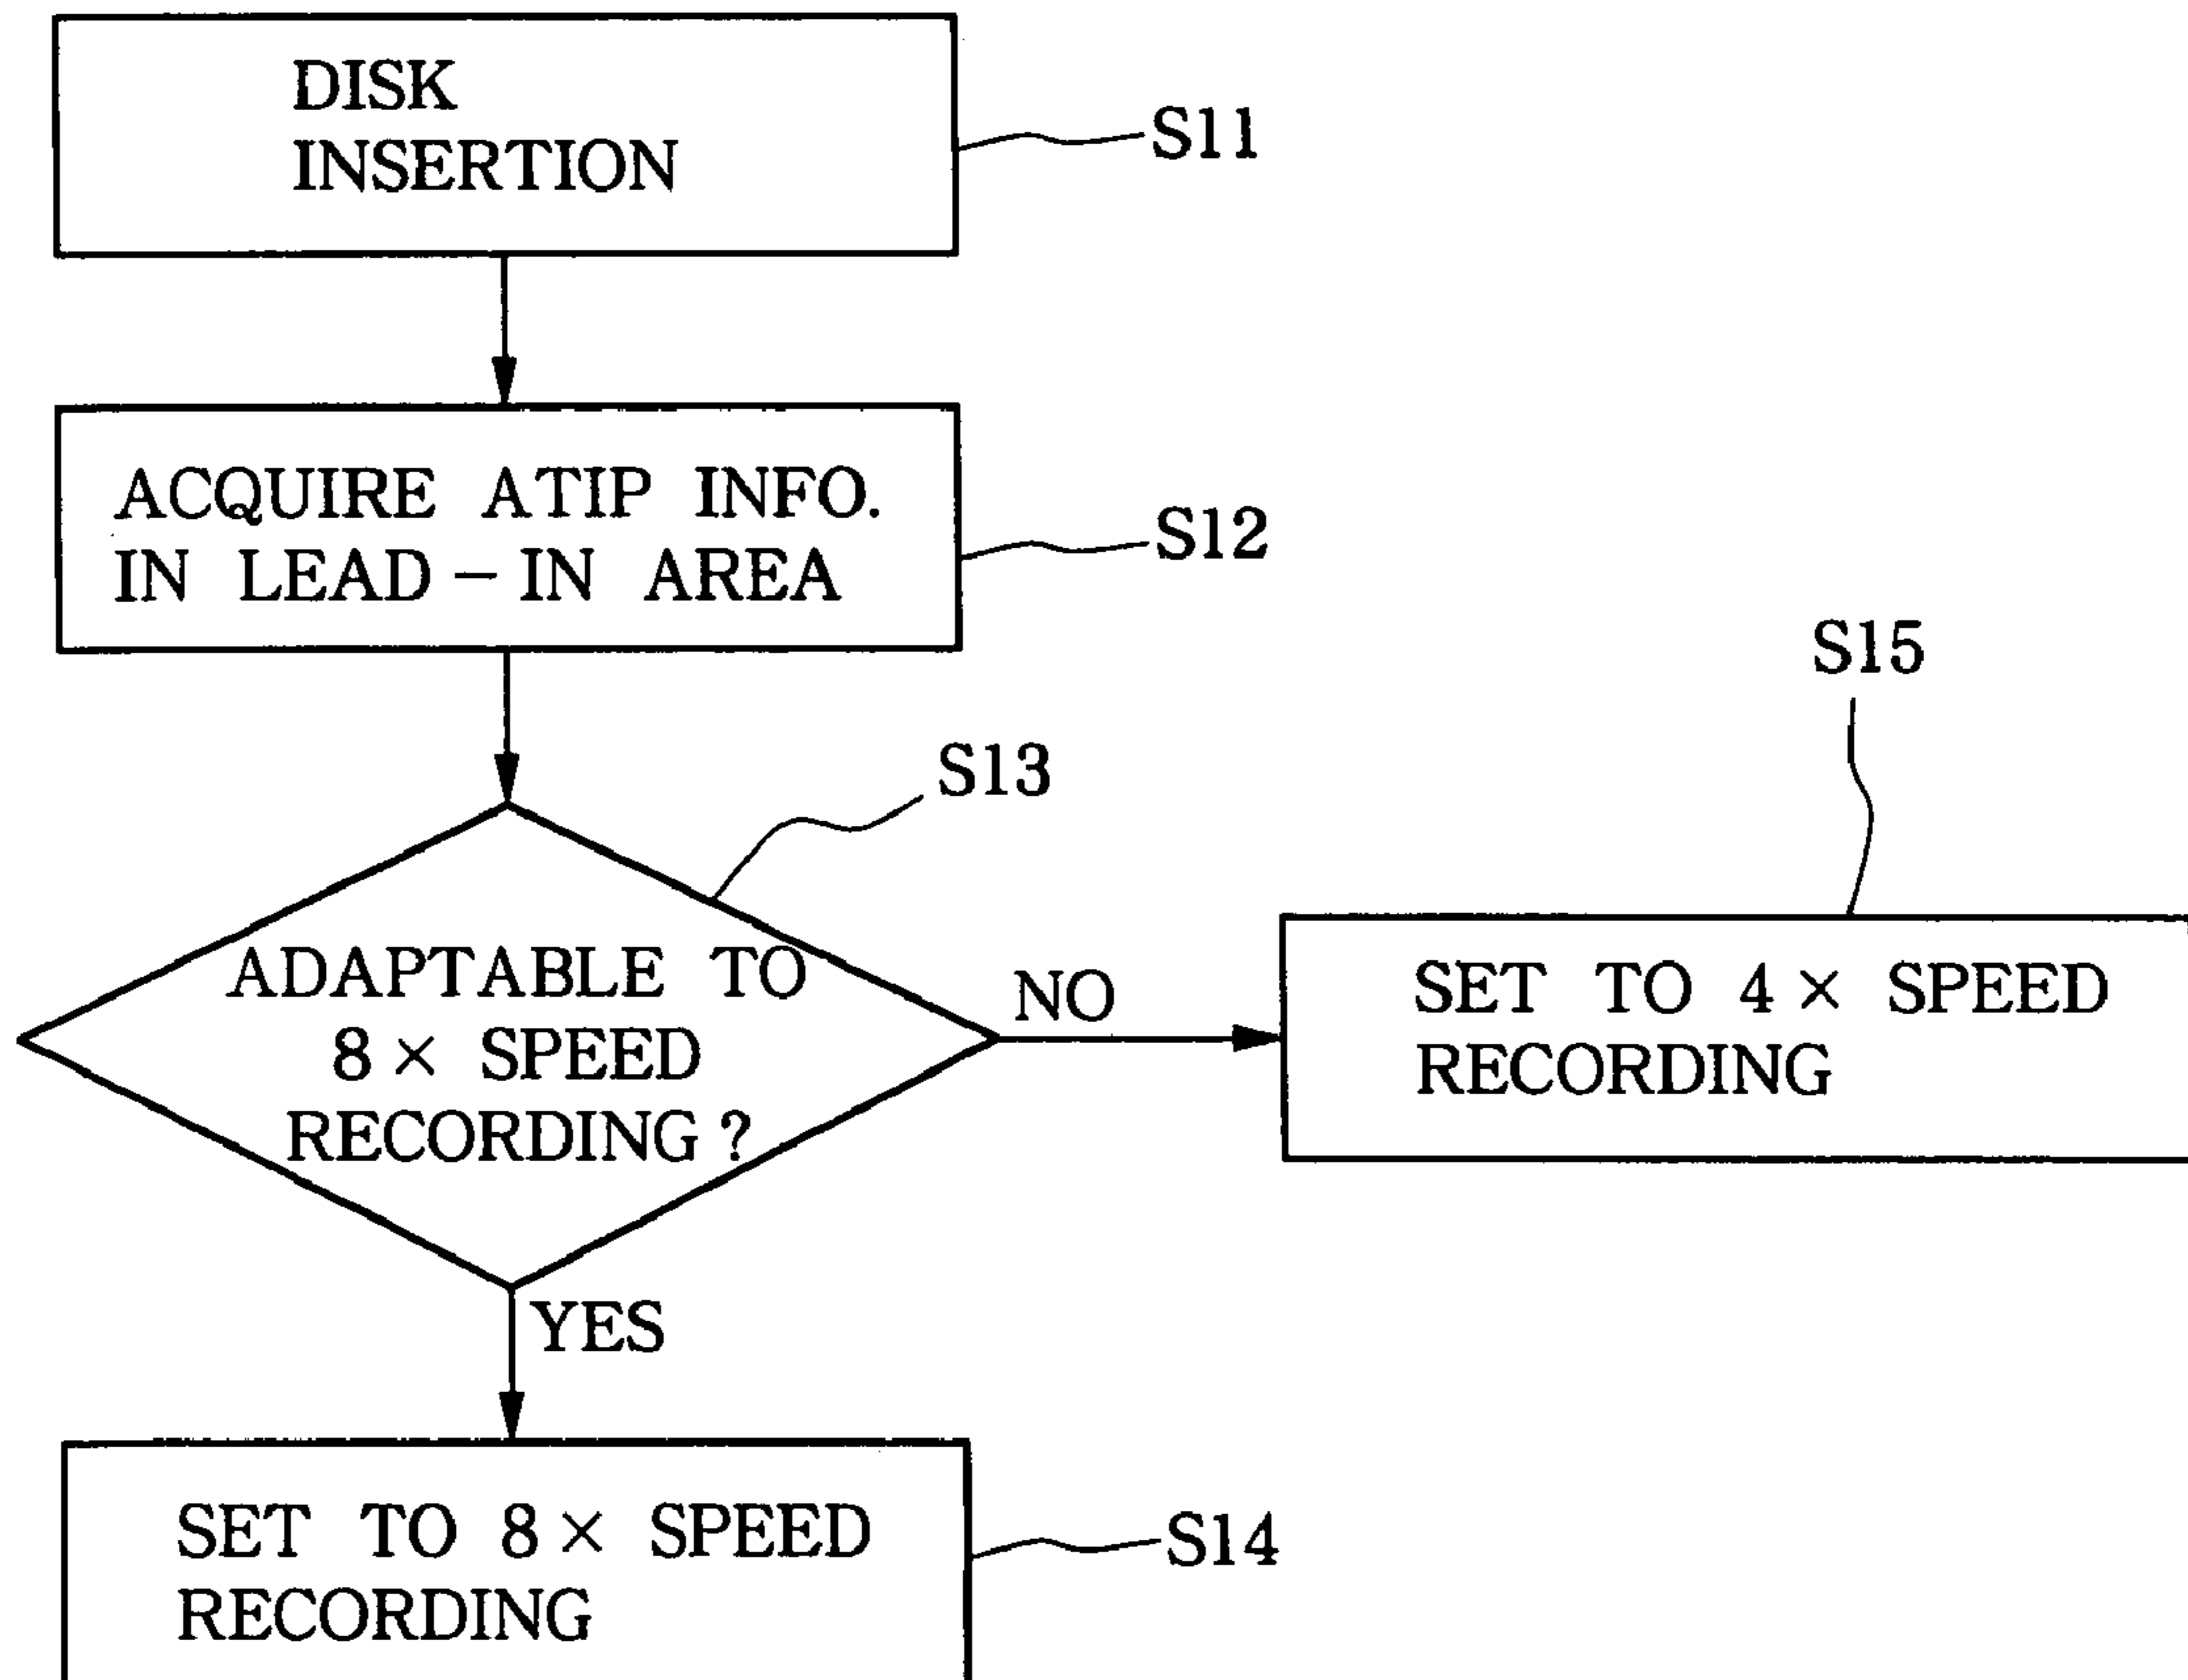 DISK
INSERTION
S11
ACQUIRE ATIP INFO.
IN LEAD-IN AREA
S12
S13
ADAPTABLE TO
8× SPEED
RECORDING?
NO
S15
SET TO 4× SPEED
RECORDING
YES
SET TO 8× SPEED
RECORDING
S14